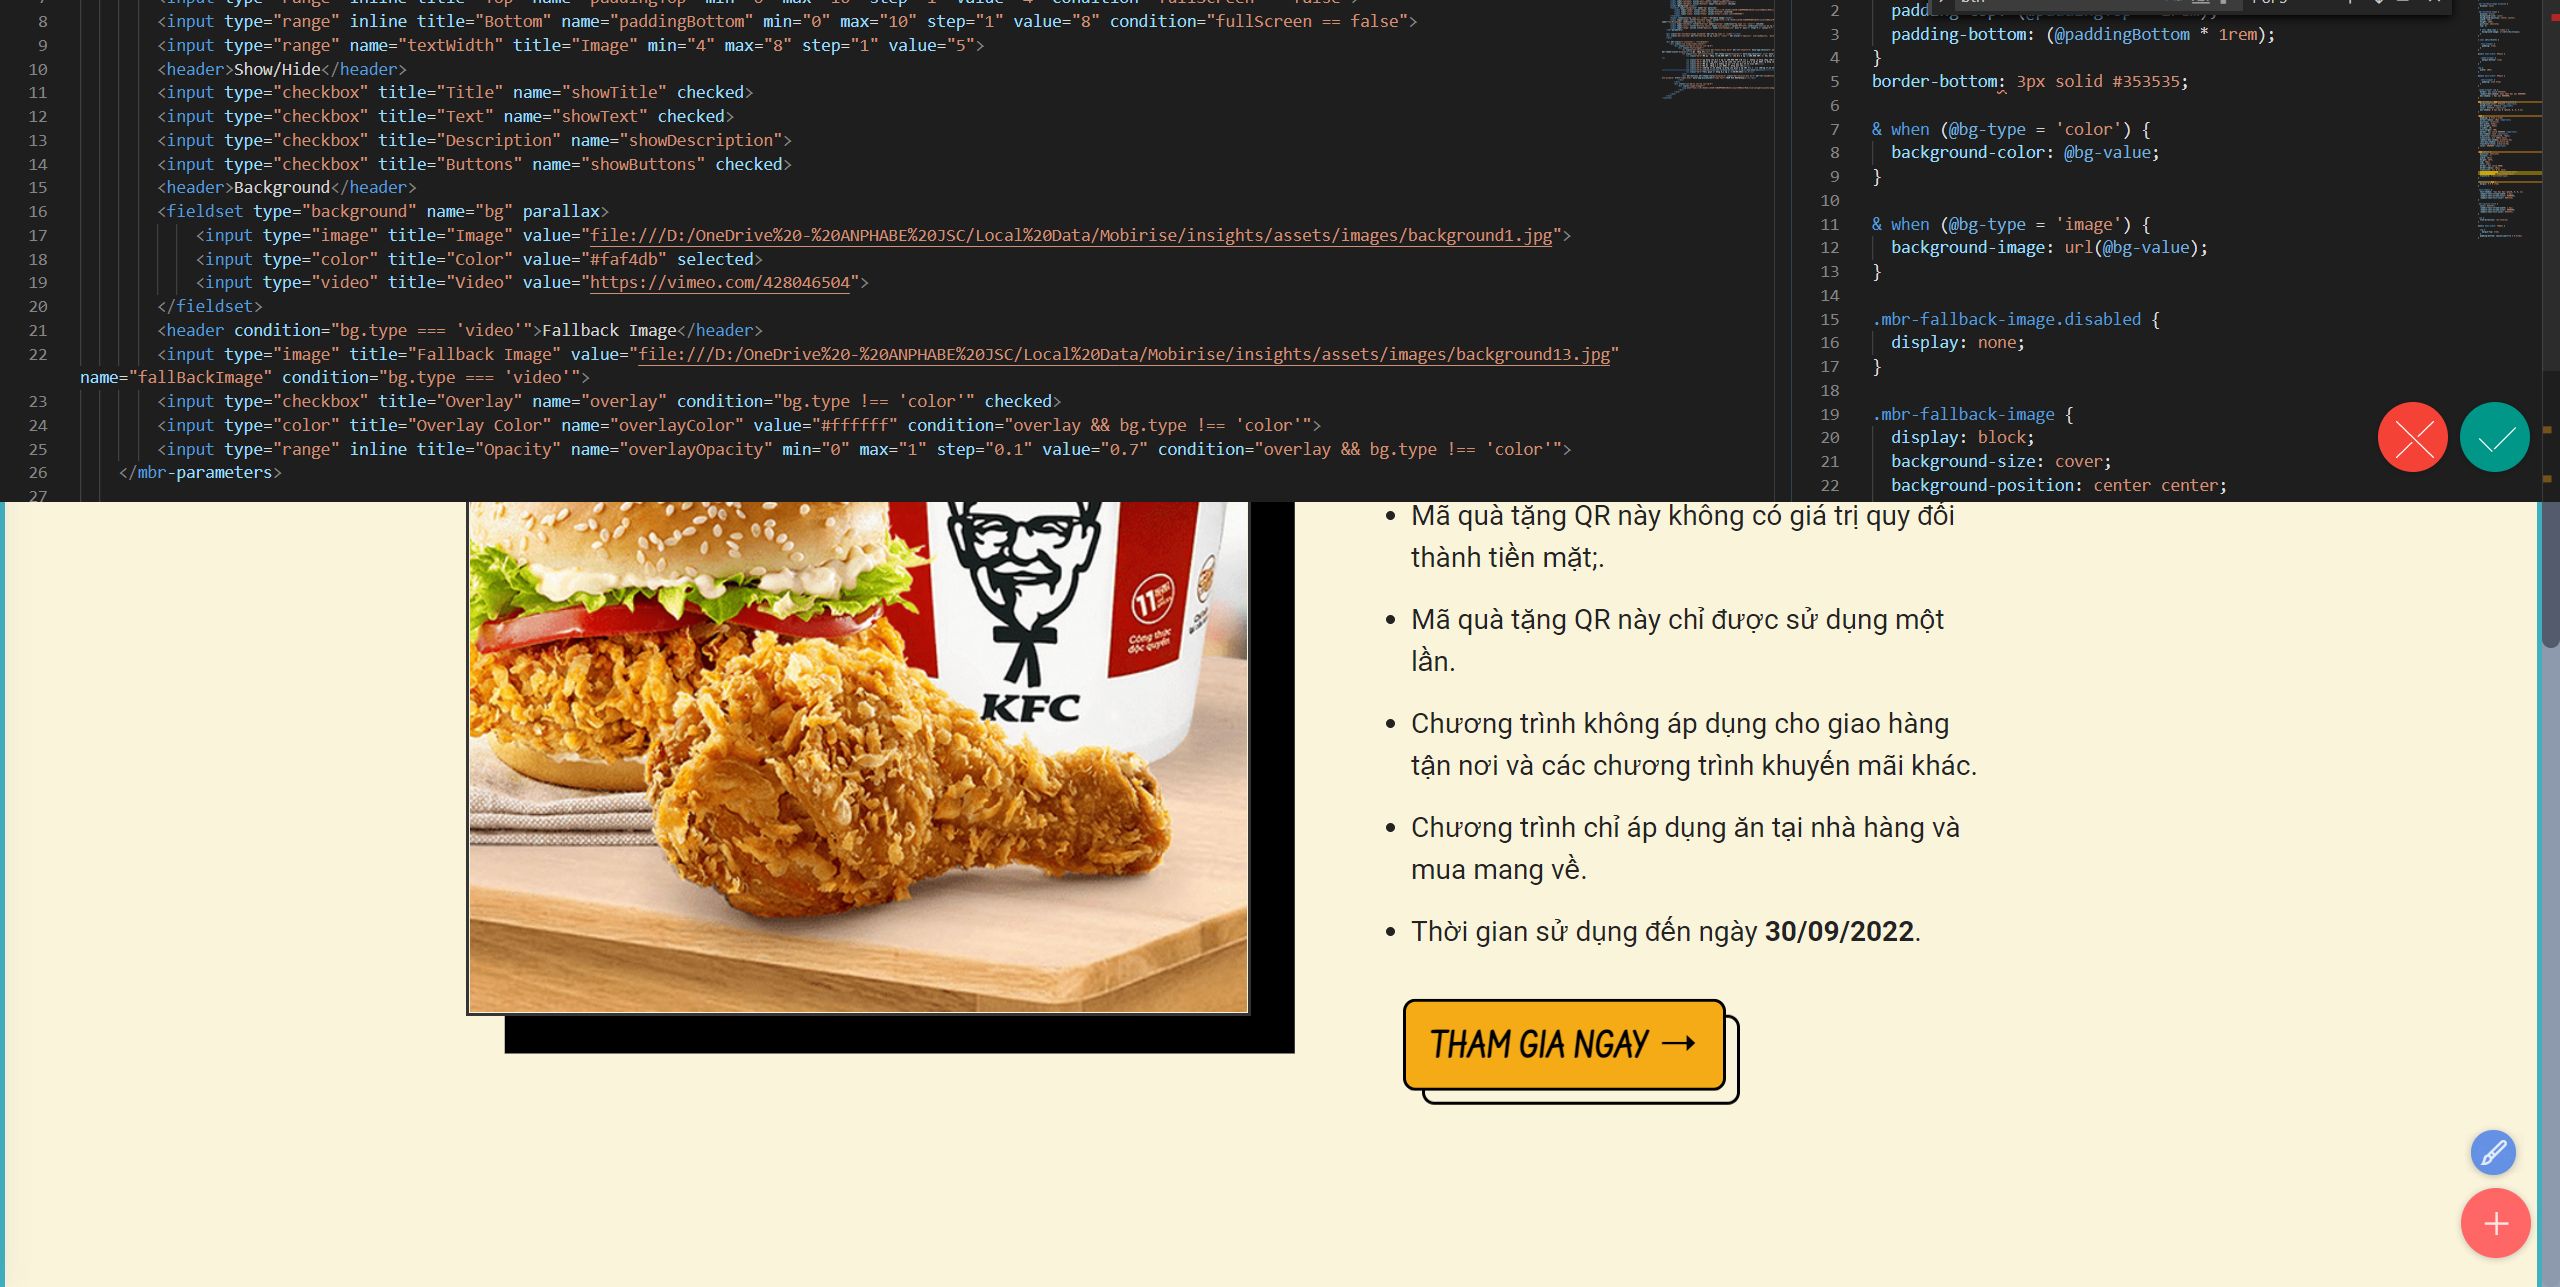 8 <input type="range" inline title="Bottom" name="paddingBottom" min="0" max="10" step="1" value="8" condition="fullScreen == false">
9 <input type="range" name="textWidth" title="Image" min="4" max="8" step="1" value="5">
10 <header>Show/Hide</header>
11 <input type="checkbox" title="Title" name="showTitle" checked>
12 <input type="checkbox" title="Text" name="showText" checked>
13 <input type="checkbox" title="Description" name="showDescription">
14 <input type="checkbox" title="Buttons" name="showButtons" checked>
15 <header>Background</header>
16 <fieldset type="background" name="bg" parallax>
17 <input type="image" title="Image" value="file:///D:/OneDrive%20-%20ANPHABE%20JSC/Local%20Data/Mobirise/insights/assets/images/background1.jpg">
18 <input type="color" title="Color" value="#faf4db" selected>
19 <input type="video" title="Video" value="https://vimeo.com/428046504">
20 </fieldset>
21 <header condition="bg.type === 'video'">Fallback Image</header>
22 <input type="image" title="Fallback Image" value="file:///D:/OneDrive%20-%20ANPHABE%20JSC/Local%20Data/Mobirise/insights/assets/images/background13.jpg"
name="fallBackImage" condition="bg.type === 'video'">
23 <input type="checkbox" title="Overlay" name="overlay" condition="bg.type !== 'color'" checked>
24 <input type="color" title="Overlay Color" name="overlayColor" value="#ffffff" condition="overlay && bg.type !== 'color'">
25 <input type="range" inline title="Opacity" name="overlayOpacity" min="0" max="1" step="0.1" value="0.7" condition="overlay && bg.type !== 'color'">
26 </mbr-parameters>
27
2
3 padding-bottom: (@paddingBottom * 1rem);
4 }
5 border-bottom: 3px solid #353535;
6
7 & when (@bg-type = 'color') {
8 background-color: @bg-value;
9 }
10
11 & when (@bg-type = 'image') {
12 background-image: url(@bg-value);
13 }
14
15 .mbr-fallback-image.disabled {
16 display: none;
17 }
18
19 .mbr-fallback-image {
20 display: block;
21 background-size: cover;
22 background-position: center center;
KFC
11
Công thức
độc quyền
• Mã quà tặng QR này không có giá trị quy đổi
thành tiền mặt;.
• Mã quà tặng QR này chỉ được sử dụng một
lần.
• Chương trình không áp dụng cho giao hàng
tận nơi và các chương trình khuyến mãi khác.
• Chương trình chỉ áp dụng ăn tại nhà hàng và
mua mang về.
• Thời gian sử dụng đến ngày 30/09/2022.
THAM GIA NGAY →